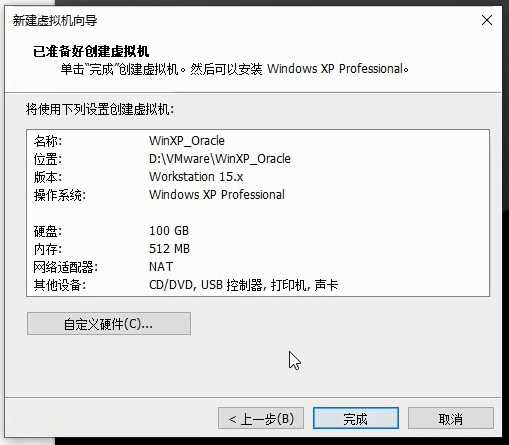 新建虚拟机向导
已准备好创建虚拟机
单击“完成”创建虚拟机。然后可以安装 Windows XP Professional。
将使用下列设置创建虚拟机:
名称: WinXP_Oracle
位置: D:\VMware\WinXP_Oracle
版本: Workstation 15.x
操作系统: Windows XP Professional
硬盘: 100 GB
内存: 512 MB
网络适配器: NAT
其他设备: CD/DVD, USB 控制器, 打印机, 声卡
自定义硬件(C)...
< 上一步(B) 完成 取消